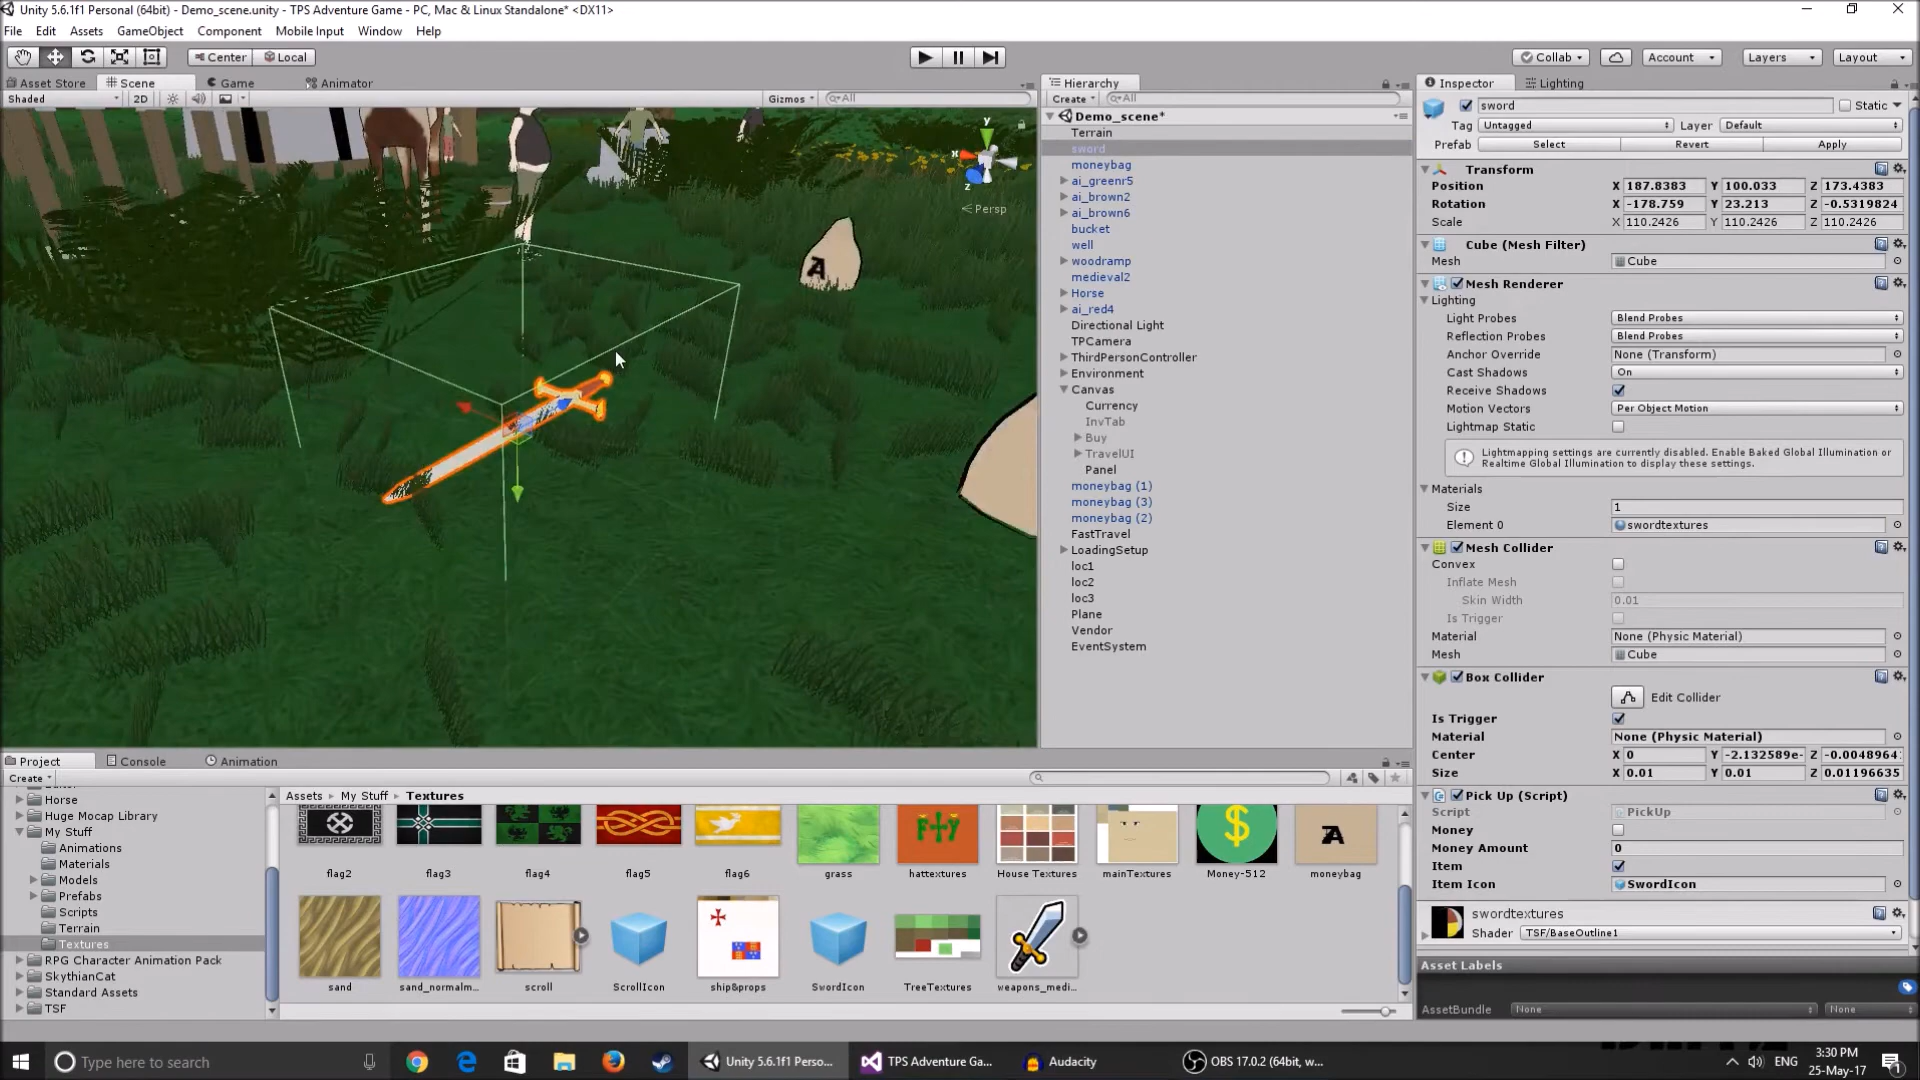 Unity 5.6.1f1 Personal (64bit) - Demo_scene.unity - TPS Adventure Game - PC, Mac & Linux Standalone* <DX11>
File Edit Assets GameObject Component Mobile Input Window Help
Center Local Collab Account Layers Layout
Asset Store Scene Game Animator
Shaded 2D Gizmos All
y
x
z
Persp
A
Hierarchy
Create All
Demo_scene*
Terrain
sword
moneybag
ai_greenr5
ai_brown2
ai_brown6
bucket
well
woodramp
medieval2
Horse
ai_red4
Directional Light
TPCamera
ThirdPersonController
Environment
Canvas
Currency
InvTab
Buy
TravelUI
Panel
moneybag (1)
moneybag (3)
moneybag (2)
FastTravel
LoadingSetup
loc1
loc2
loc3
Plane
Vendor
EventSystem
Inspector Lighting
sword Static
Tag Untagged Layer Default
Prefab Select Revert Apply
Transform
Position X 187.8383 Y 100.033 Z 173.4383
Rotation X -178.759 Y 23.213 Z -0.5319824
Scale X 110.2426 Y 110.2426 Z 110.2426
Cube (Mesh Filter)
Mesh Cube
Mesh Renderer
Lighting
Light Probes Blend Probes
Reflection Probes Blend Probes
Anchor Override None (Transform)
Cast Shadows On
Receive Shadows
Motion Vectors Per Object Motion
Lightmap Static
Lightmapping settings are currently disabled. Enable Baked Global Illumination or
Realtime Global Illumination to display these settings.
Materials
Size 1
Element 0 swordtextures
Mesh Collider
Convex
Inflate Mesh
Skin Width 0.01
Is Trigger
Material None (Physic Material)
Mesh Cube
Box Collider
Edit Collider
Is Trigger
Material None (Physic Material)
Center X 0 Y -2.132589e- Z -0.0048964
Size X 0.01 Y 0.01 Z 0.01196635
Pick Up (Script)
Script PickUp
Money
Money Amount 0
Item
Item Icon SwordIcon
swordtextures
Shader TSF/BaseOutline1
Asset Labels
AssetBundle None None
Project Console Animation
Create
Horse
Huge Mocap Library
My Stuff
Animations
Materials
Models
Prefabs
Scripts
Terrain
Textures
RPG Character Animation Pack
SkythianCat
Standard Assets
TSF
Assets My Stuff Textures
flag2 flag3 flag4 flag5 flag6 grass hattextures House Textures mainTextures Money-512 moneybag
sand sand_normalm... scroll ScrollIcon ship&props SwordIcon TreeTextures weapons_medi...
Type here to search
Unity 5.6.1f1 Perso... TPS Adventure Ga... Audacity OBS 17.0.2 (64bit, w...
ENG 3:30 PM
25-May-17